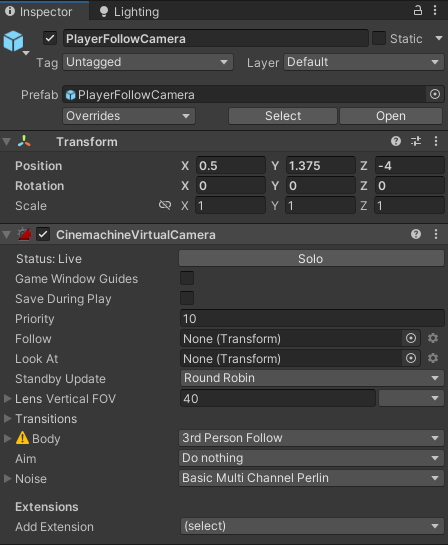 Inspector Lighting
PlayerFollowCamera Static
Tag Untagged Layer Default
Prefab PlayerFollowCamera
Overrides Select Open
Transform
Position X 0.5 Y 1.375 Z -4
Rotation X 0 Y 0 Z 0
Scale X 1 Y 1 Z 1
CinemachineVirtualCamera
Status: Live Solo
Game Window Guides
Save During Play
Priority 10
Follow None (Transform)
Look At None (Transform)
Standby Update Round Robin
Lens Vertical FOV 40
Transitions
Body 3rd Person Follow
Aim Do nothing
Noise Basic Multi Channel Perlin
Extensions
Add Extension (select)